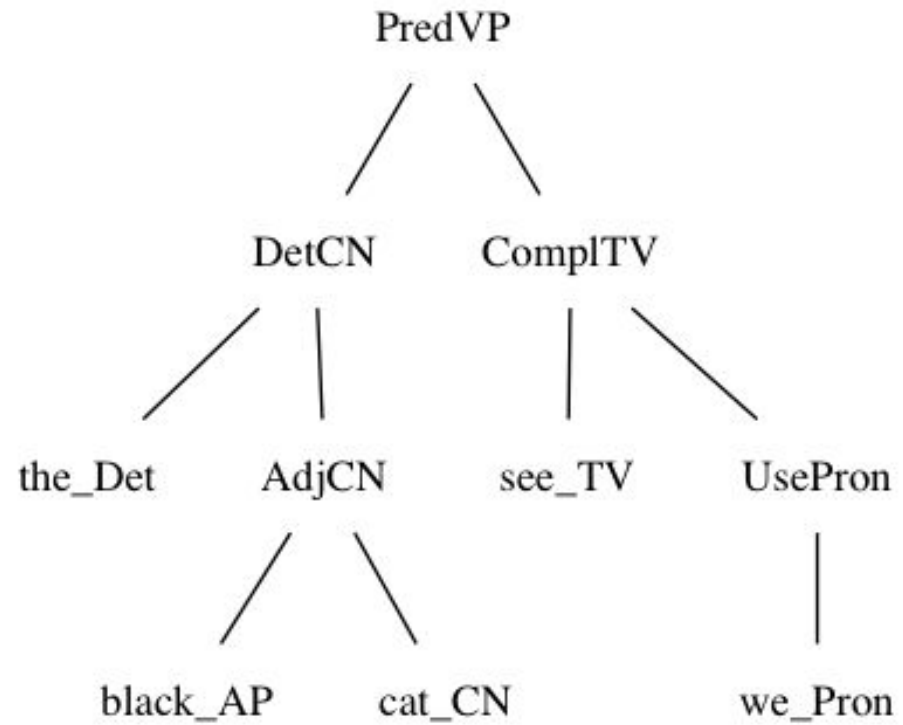 PredVP
DetCN ComplTV
the_Det AdjCN see_TV UsePron
black_AP cat_CN we_Pron